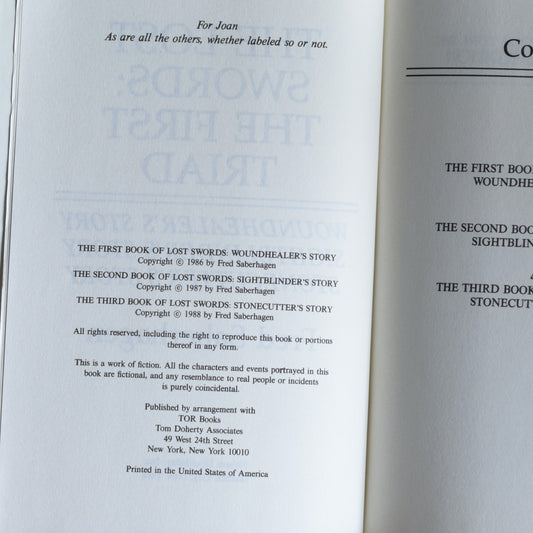 For Joan
As are all the others, whether labeled so or not.
THE FIRST BOOK OF LOST SWORDS: WOUNDHEALER'S STORY
Copyright © 1986 by Fred Saberhagen
THE SECOND BOOK OF LOST SWORDS: SIGHTBLINDER'S STORY
Copyright © 1987 by Fred Saberhagen
THE THIRD BOOK OF LOST SWORDS: STONECUTTER'S STORY
Copyright © 1988 by Fred Saberhagen
All rights reserved, including the right to reproduce this book or portions
thereof in any form.
This is a work of fiction. All the characters and events portrayed in this
book are fictional, and any resemblance to real people or incidents
is purely coincidental.
Published by arrangement with
TOR Books
Tom Doherty Associates
49 West 24th Street
New York, New York 10010
Printed in the United States of America
Co
THE FIRST BOO
WOUNDHE
THE SECOND BOO
SIGHTBLIN
THE THIRD BOOK
STONECUTT